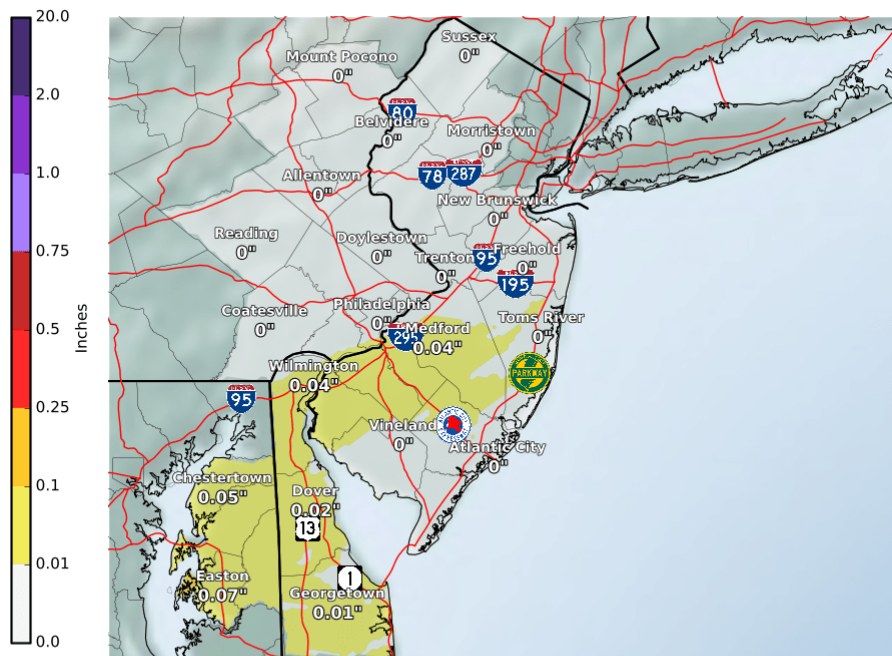 20.0
2.0
1.0
0.75
0.5
0.25
0.1
0.01
0.0
Inches
Sussex
0"
Mount Pocono
0"
80
Belvidere
0"
Morristown
0"
78
287
Allentown
0"
New Brunswick
0"
Reading
0"
Doylestown
0"
Trenton
0"
95
Freehold
0"
195
Coatesville
0"
Philadelphia
0"
295
Medford
0.04"
Toms River
0"
Wilmington
0.04"
PARKWAY
95
Vineland
0"
Atlantic City
0"
Chestertown
0.05"
Dover
0.02"
13
Easton
0.07"
1
Georgetown
0.01"